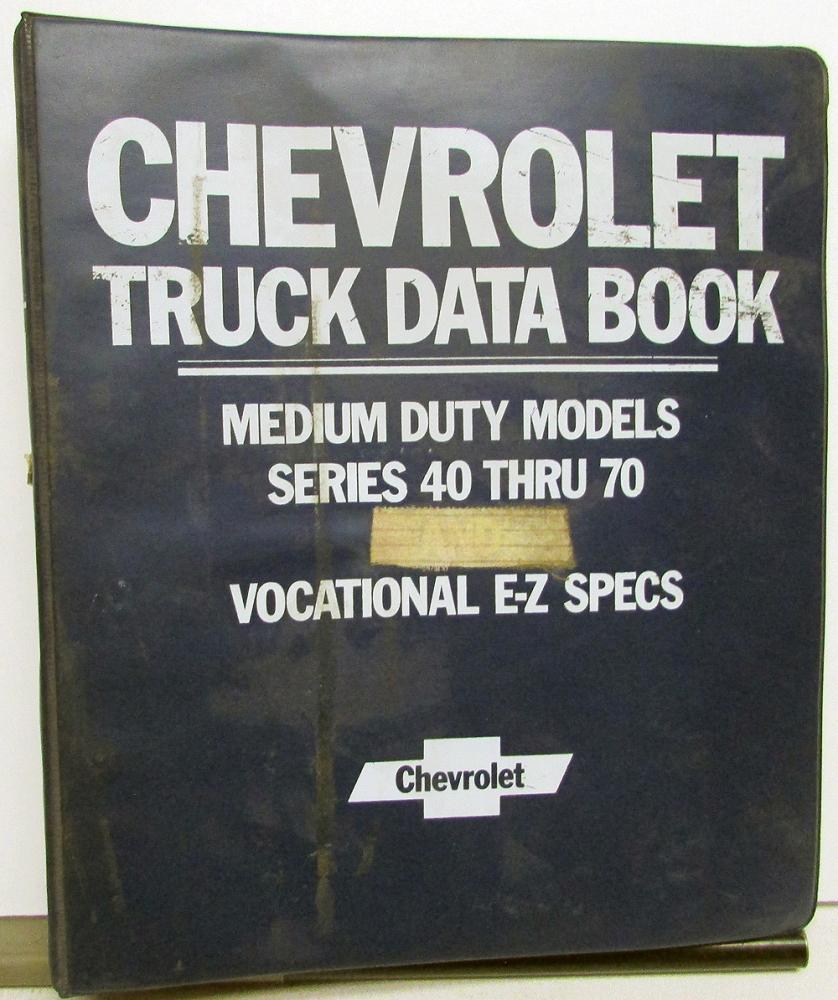 CHEVROLET
TRUCK DATA BOOK
MEDIUM DUTY MODELS
SERIES 40 THRU 70
VOCATIONAL E-Z SPECS
Chevrolet